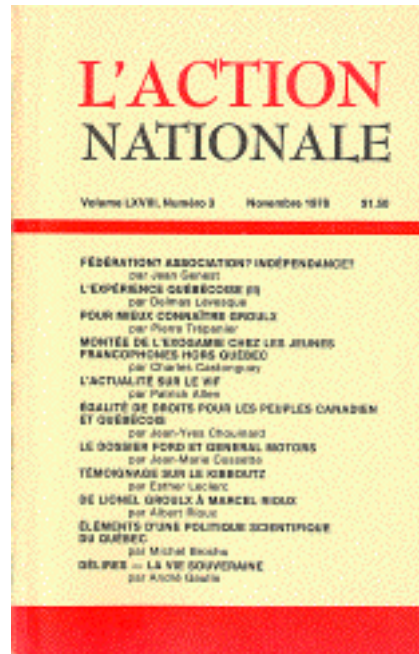 L'ACTION
NATIONALE
Volume LXVIII, Numéro 3 Novembre 1978 $1.50
FÉDÉRATION? ASSOCIATION? INDÉPENDANCE?
par Jean Genest
L'EXPÉRIENCE QUÉBÉCOISE (II)
par Delmas Levesque
POUR MIEUX CONNAÎTRE GROULX
par Pierre Trépanier
MONTÉE DE L'EXOGAMIE CHEZ LES JEUNES
FRANCOPHONES HORS QUÉBEC
par Charles Castonguay
L'ACTUALITÉ SUR LE VIF
par Patrick Allen
ÉGALITÉ DE DROITS POUR LES PEUPLES CANADIEN
ET QUÉBÉCOIS
par Jean-Yves Chouinard
LE DOSSIER FORD ET GENERAL MOTORS
par Jean-Marie Cossette
TÉMOIGNAGE SUR LE KIBBOUTZ
par Esther Leclerc
DE LIONEL GROULX À MARCEL RIOUX
par Albert Rioux
ÉLÉMENTS D'UNE POLITIQUE SCIENTIFIQUE
DU QUÉBEC
par Michel Brochu
DÉLIRES — LA VIE SOUVERAINE
par André Gaulin